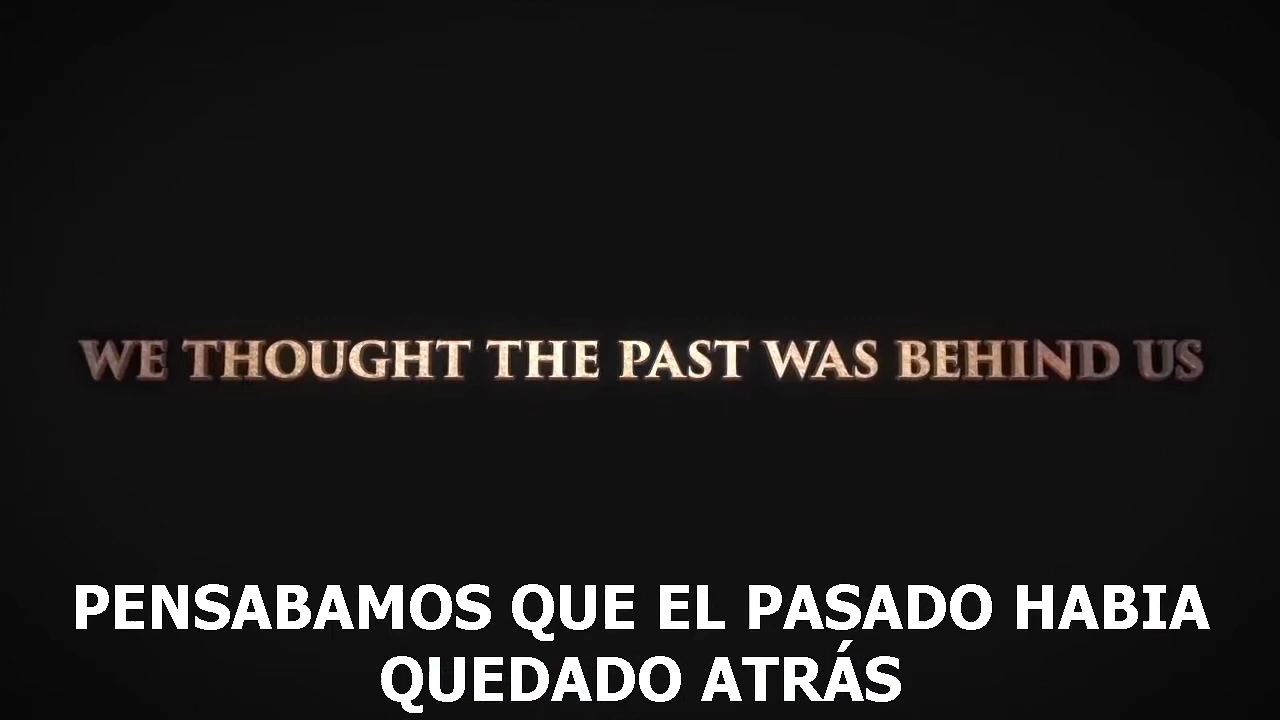 WE THOUGHT THE PAST WAS BEHIND US
PENSABAMOS QUE EL PASADO HABIA
QUEDADO ATRÁS